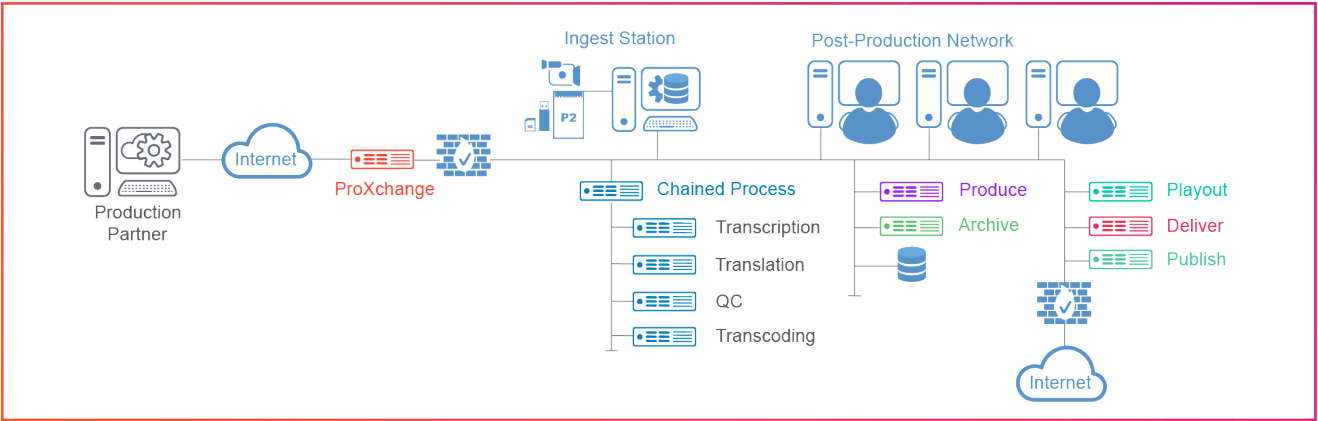 Ingest Station
Post-Production Network
P2
Internet
ProXchange
Production
Partner
Chained Process
Transcription
Translation
QC
Transcoding
Produce
Archive
Playout
Deliver
Publish
Internet